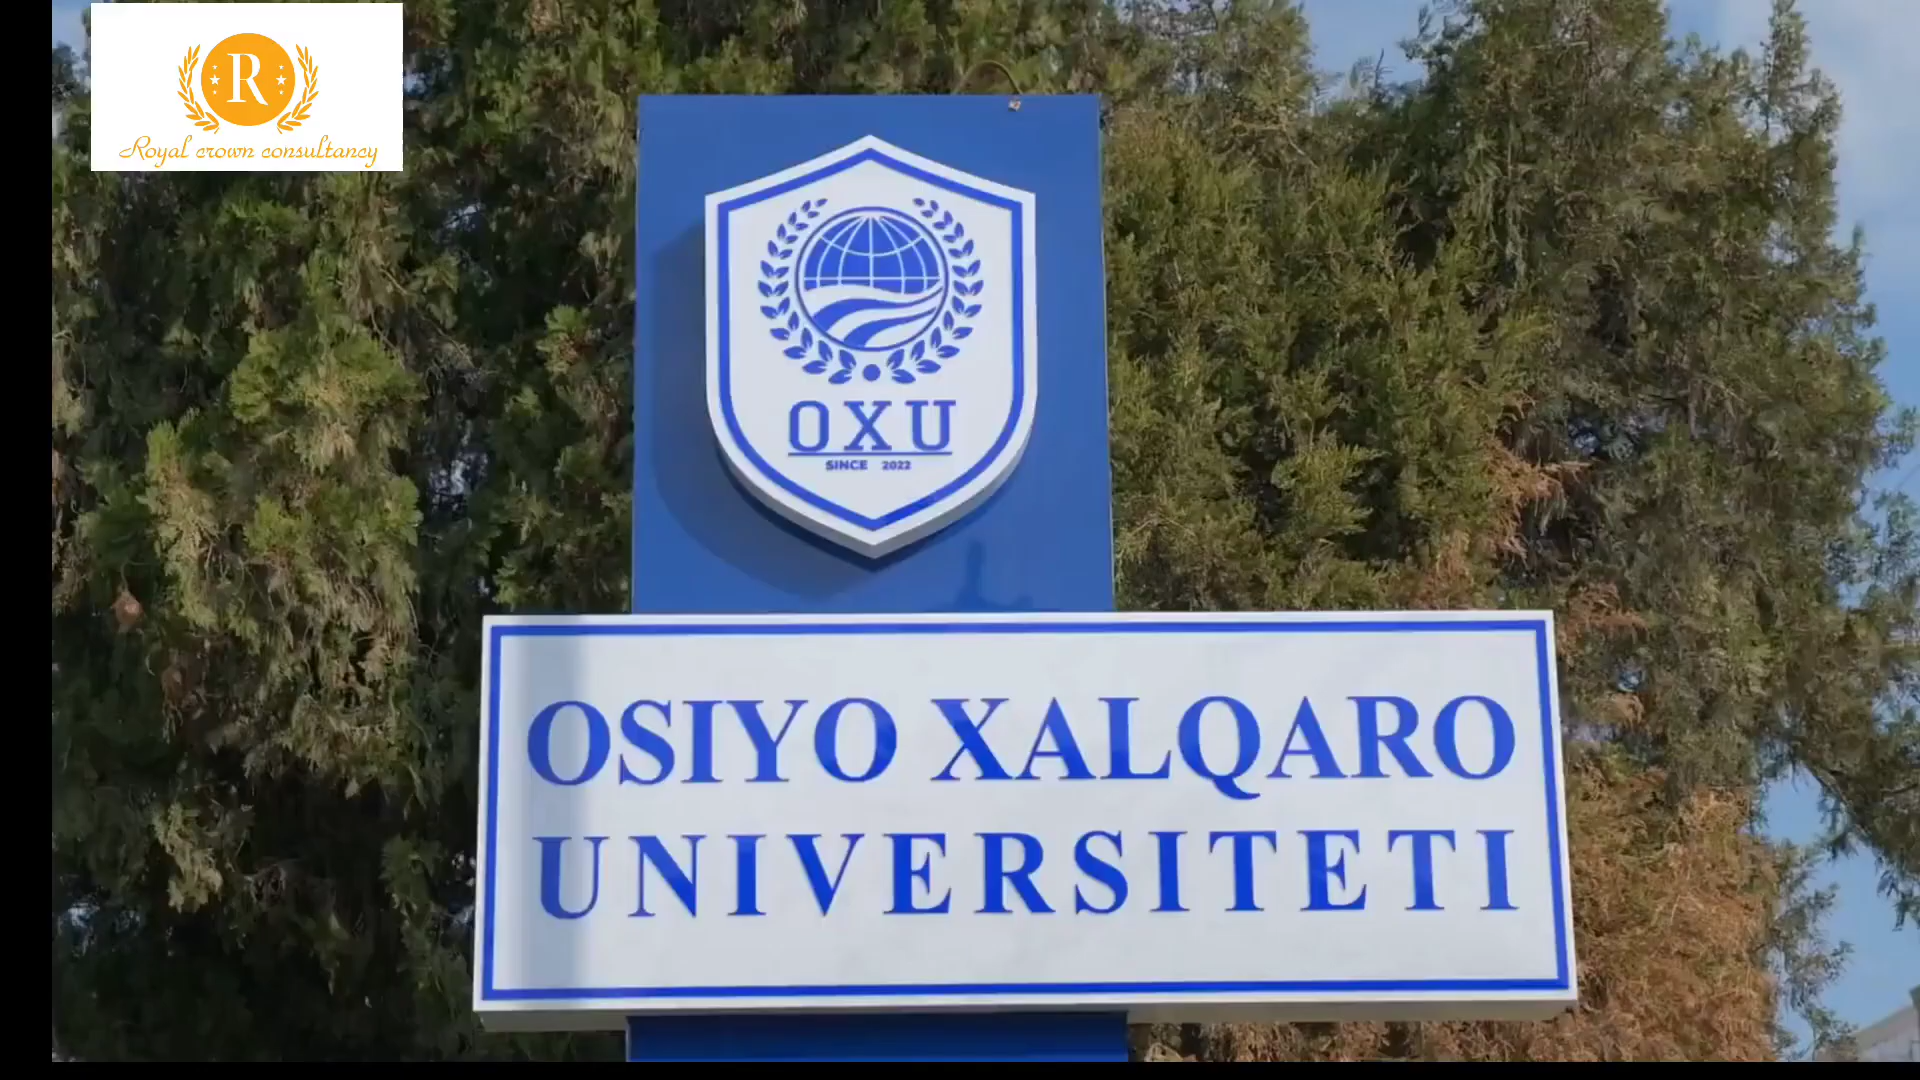 R
Royal crown consultancy
OXU
SINCE 2022
OSIYO XALQARO
UNIVERSITETI